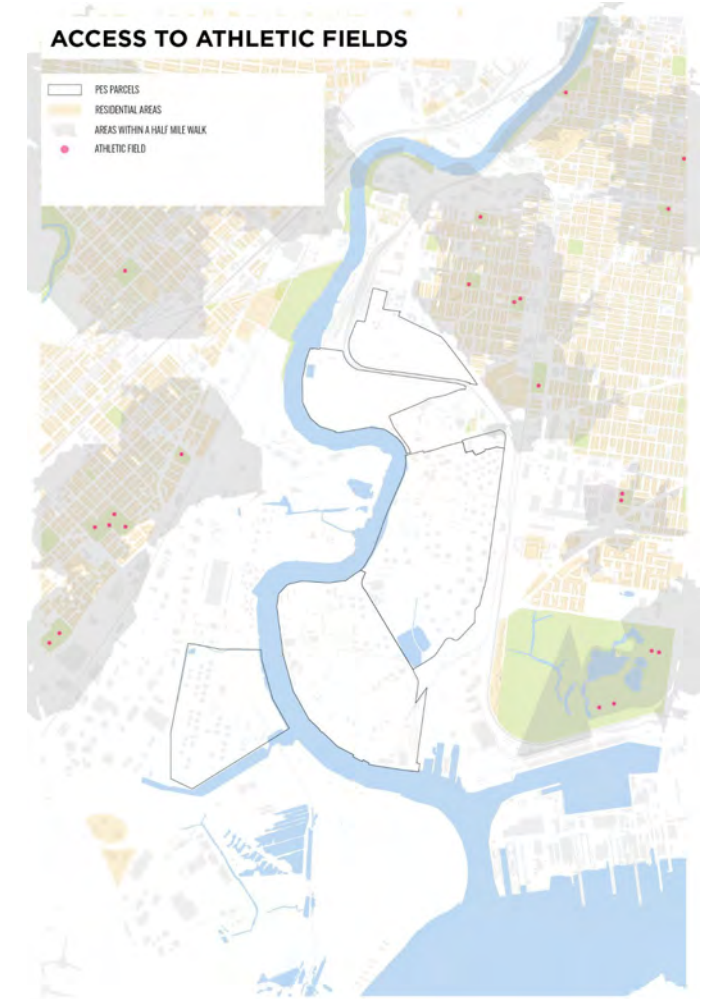 ACCESS TO ATHLETIC FIELDS
PES PARCELS
RESIDENTIAL AREAS
AREAS WITHIN A HALF MILE WALK
ATHLETIC FIELD